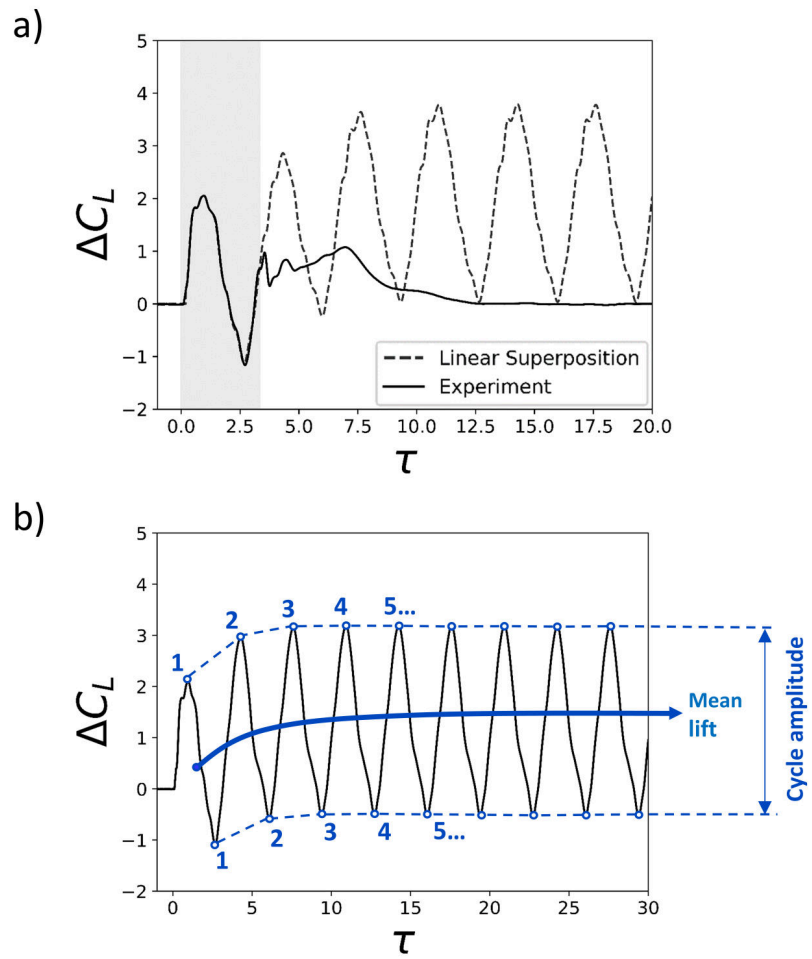 a)
5
4
3
2
1
0
−1
−2
ΔC_L
0.0 2.5 5.0 7.5 10.0 12.5 15.0 17.5 20.0
τ
Linear Superposition
Experiment
b)
5
4
3
2
1
0
−1
−2
ΔC_L
1 2 3 4 5...
1 2 3 4 5...
Mean
lift
Cycle amplitude
0 5 10 15 20 25 30
τ